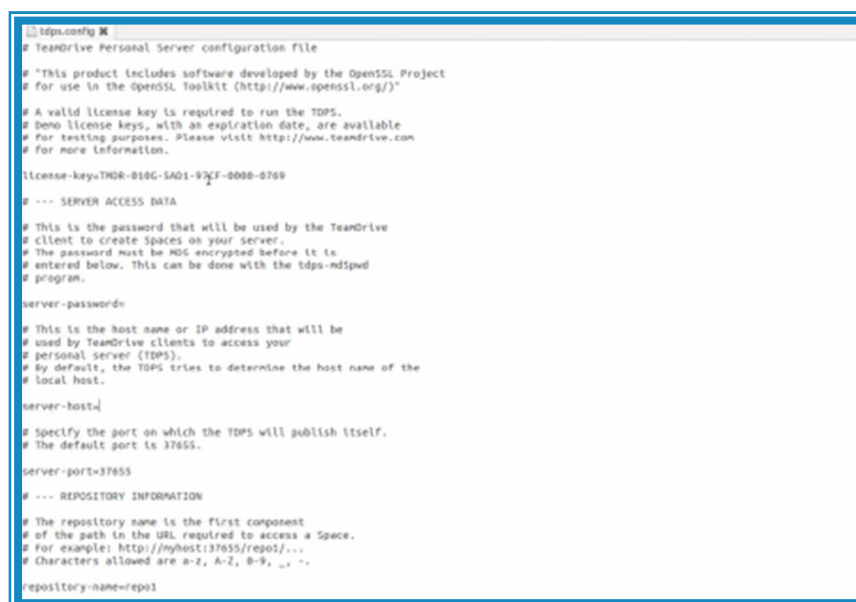 tdps.config
# TeamDrive Personal Server configuration file
# "This product includes software developed by the OpenSSL Project
# for use in the OpenSSL Toolkit (http://www.openssl.org/)"
# A valid license key is required to run the TDPS.
# Demo license keys, with an expiration date, are available
# for testing purposes. Please visit http://www.teamdrive.com
# for more information.
license-key=TMDR-010G-SAO1-97CF-0000-0769
# --- SERVER ACCESS DATA
# This is the password that will be used by the TeamDrive
# client to create Spaces on your server.
# The password must be MD5 encrypted before it is
# entered below. This can be done with the tdps-md5pwd
# program.
server-password=
# This is the host name or IP address that will be
# used by TeamDrive clients to access your
# personal server (TDPS).
# By default, the TDPS tries to determine the host name of the
# local host.
server-host=
# Specify the port on which the TDPS will publish itself.
# The default port is 37655.
server-port=37655
# --- REPOSITORY INFORMATION
# The repository name is the first component
# of the path in the URL required to access a Space.
# For example: http://myhost:37655/repo1/...
# Characters allowed are a-z, A-Z, 0-9, _, -.
repository-name=repo1